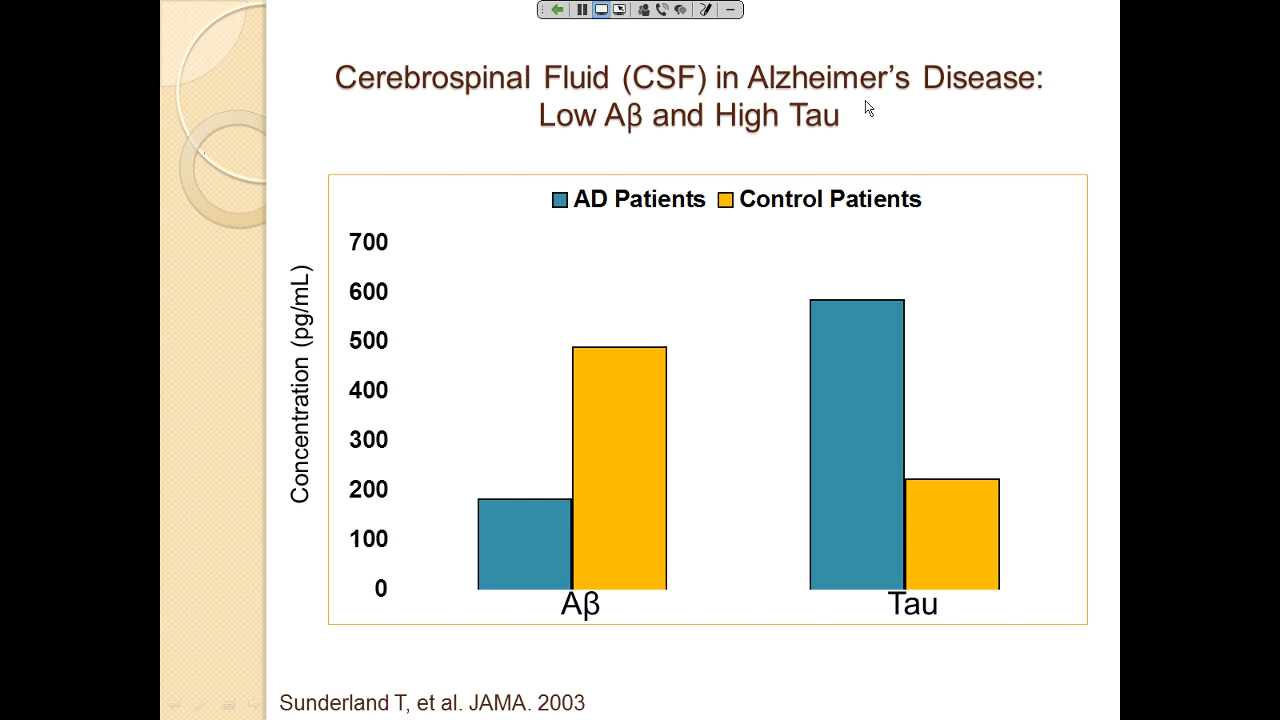 Cerebrospinal Fluid (CSF) in Alzheimer’s Disease:
Low Aβ and High Tau
AD Patients Control Patients
Concentration (pg/mL)
700
600
500
400
300
200
100
0
Aβ Tau
Sunderland T, et al. JAMA. 2003